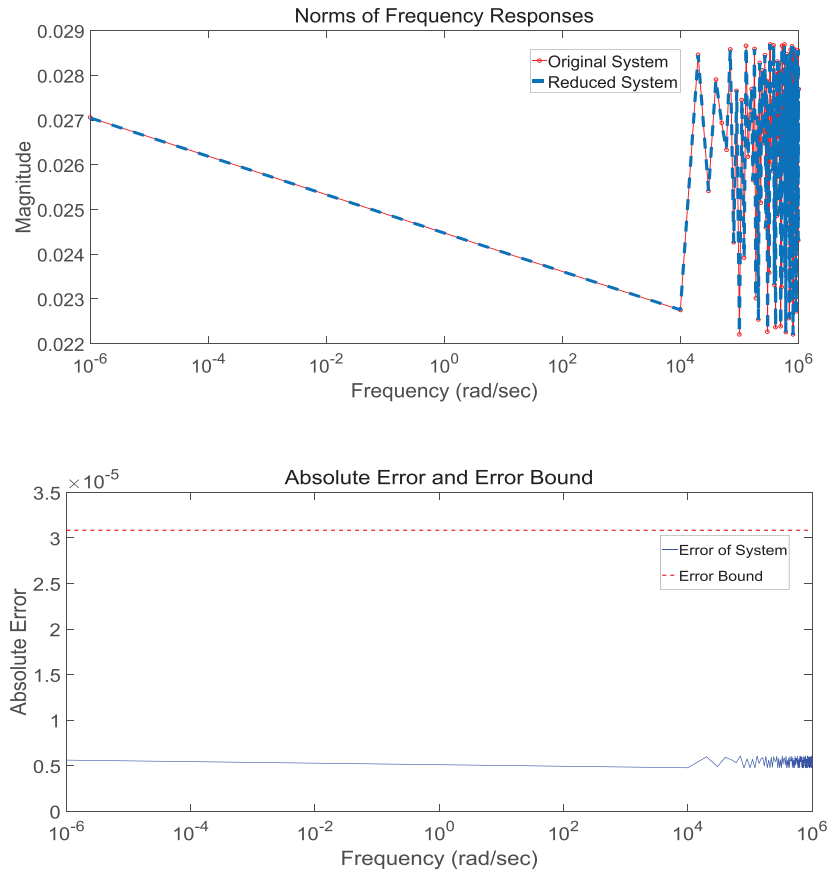 Norms of Frequency Responses
0.029
0.028
0.027
0.026
0.025
0.024
0.023
0.022
Magnitude
Original System
Reduced System
10^-6 10^-4 10^-2 10^0 10^2 10^4 10^6
Frequency (rad/sec)
Absolute Error and Error Bound
×10^-5
3.5
3
2.5
2
1.5
1
0.5
0
Absolute Error
Error of System
Error Bound
10^-6 10^-4 10^-2 10^0 10^2 10^4 10^6
Frequency (rad/sec)